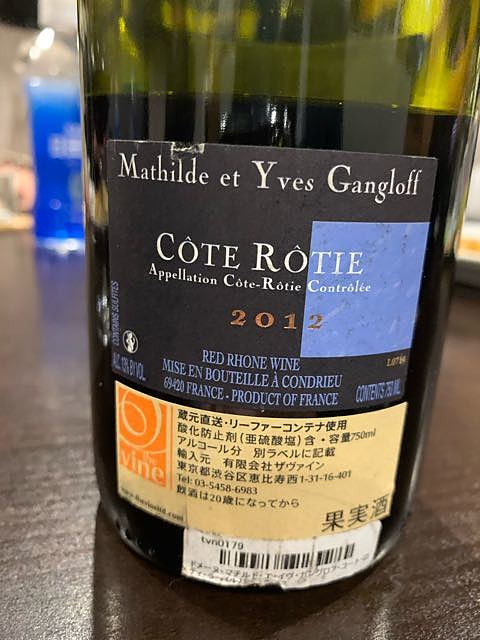 Mathilde et Yves Gangloff
CÔTE RÔTIE
Appellation Côte-Rôtie Contrôlée
2012
CONTAINS SULFITES
ALC. 13% BY VOL.
RED RHONE WINE
MISE EN BOUTEILLE À CONDRIEU
69420 FRANCE - PRODUCT OF FRANCE
CONTENTS 750 ML
the
vine
蔵元直送・リーファーコンテナ使用
酸化防止剤(亜硫酸塩)含・容量750ml
アルコール分 別ラベルに記載
輸入元 有限会社ザヴァイン
東京都渋谷区恵比寿西1-31-16-401
Tel: 03-5458-6983
飲酒は20歳になってから
果実酒
tvn0179